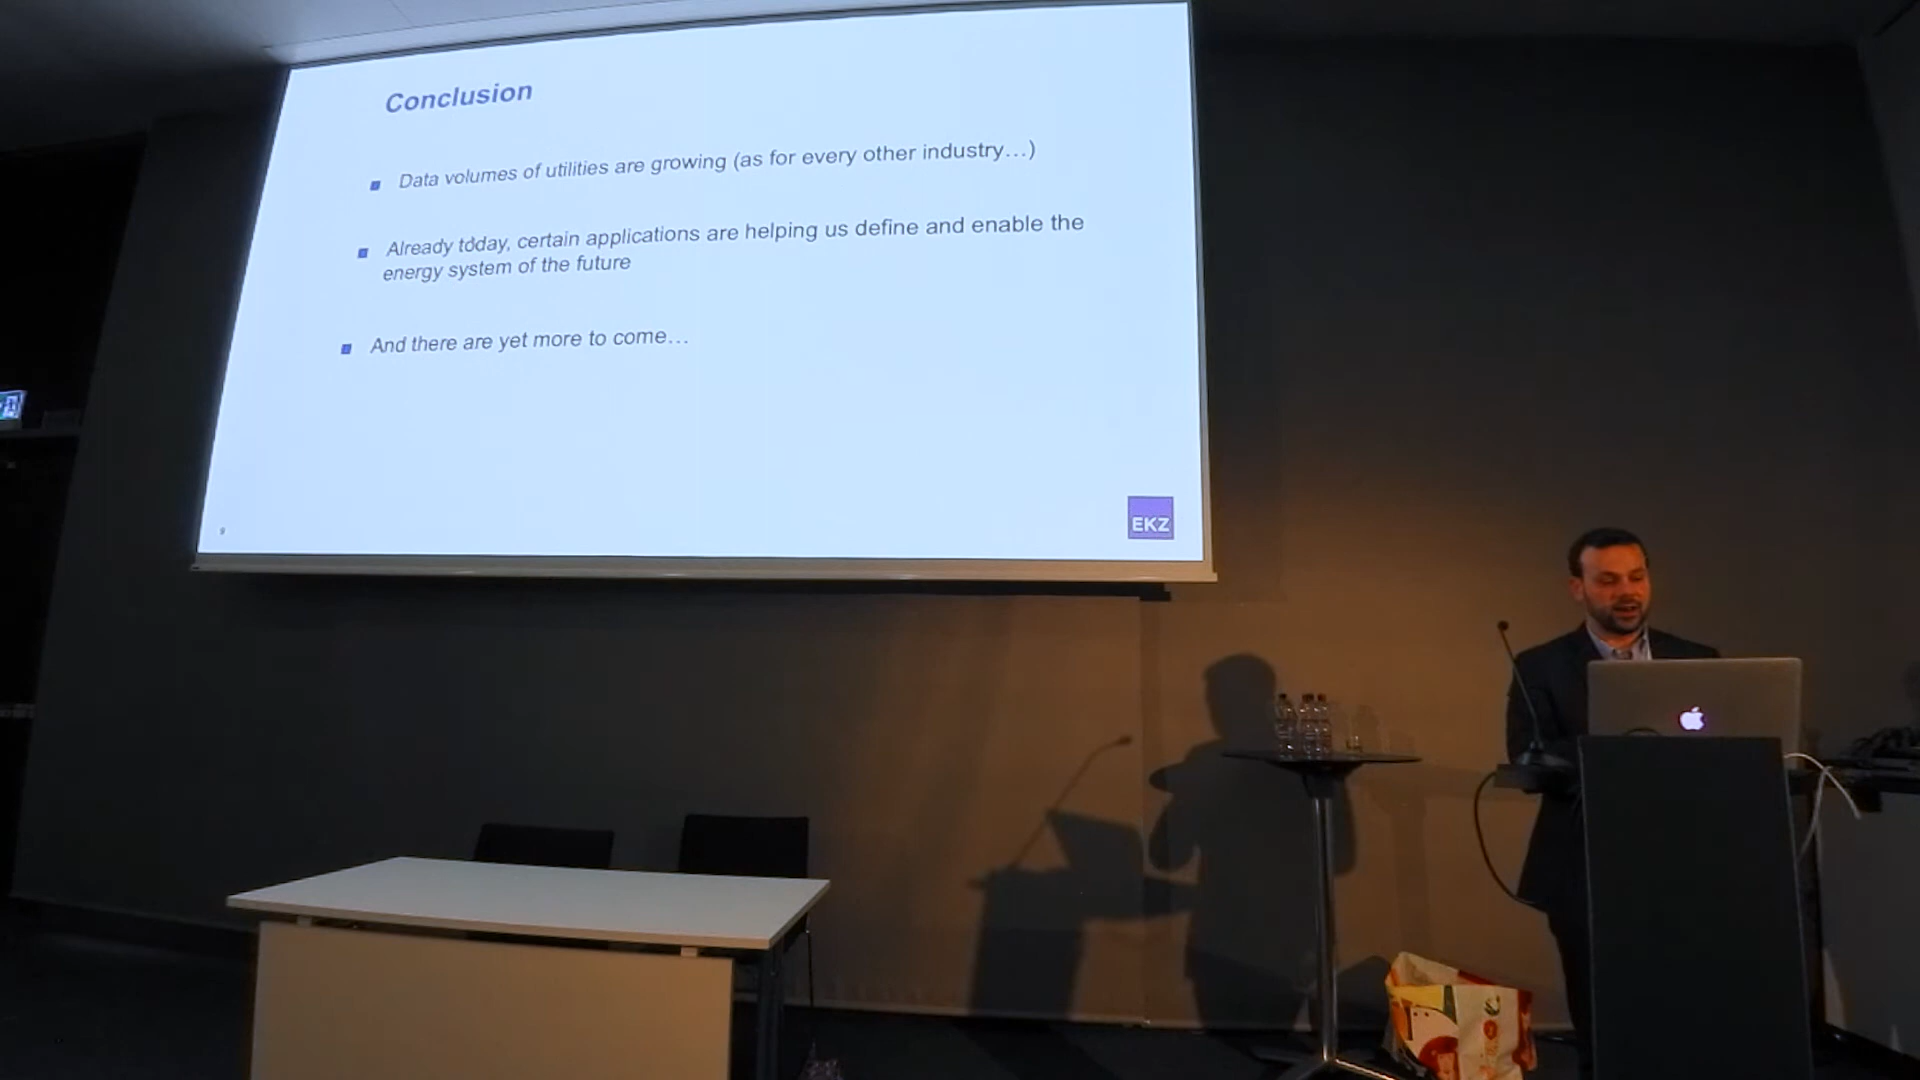 Conclusion
Data volumes of utilities are growing (as for every other industry…)
Already today, certain applications are helping us define and enable the
energy system of the future
And there are yet more to come…
9
EKZ